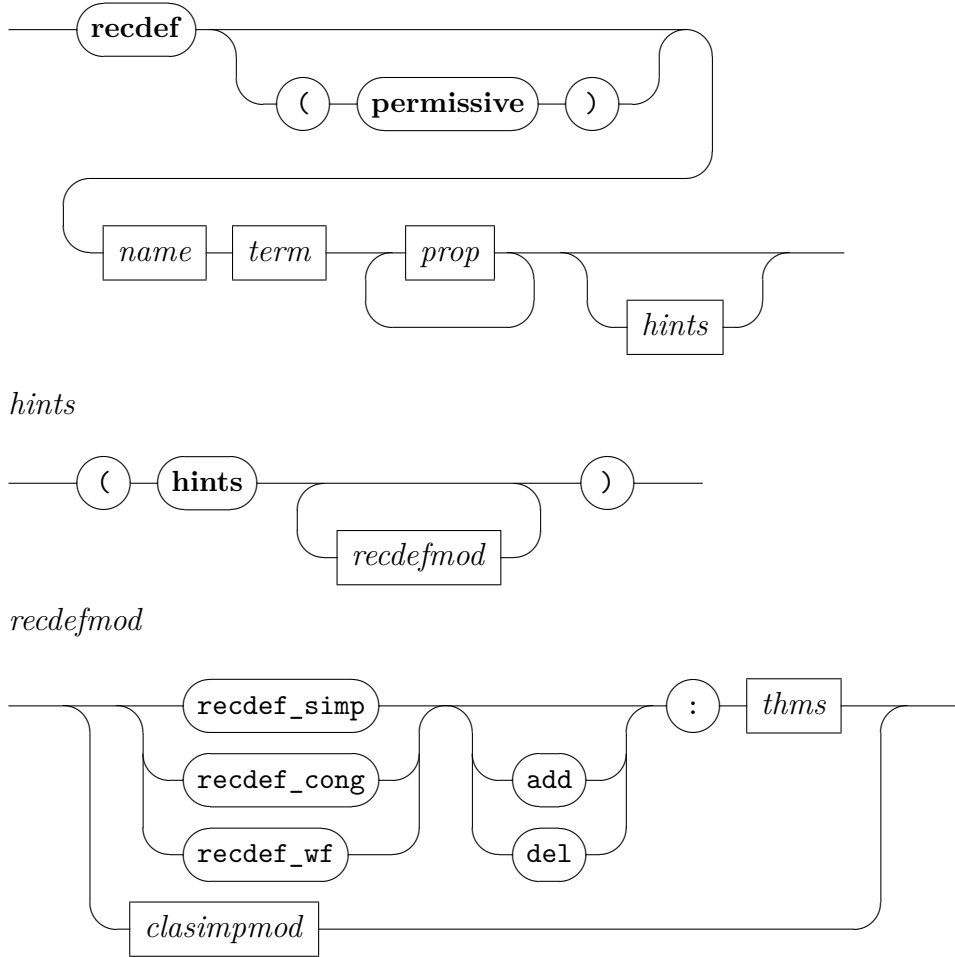 recdef
( permissive )
name term prop
hints
hints
( hints )
recdefmod
recdefmod
recdef_simp : thms
recdef_cong add
recdef_wf del
clasimpmod